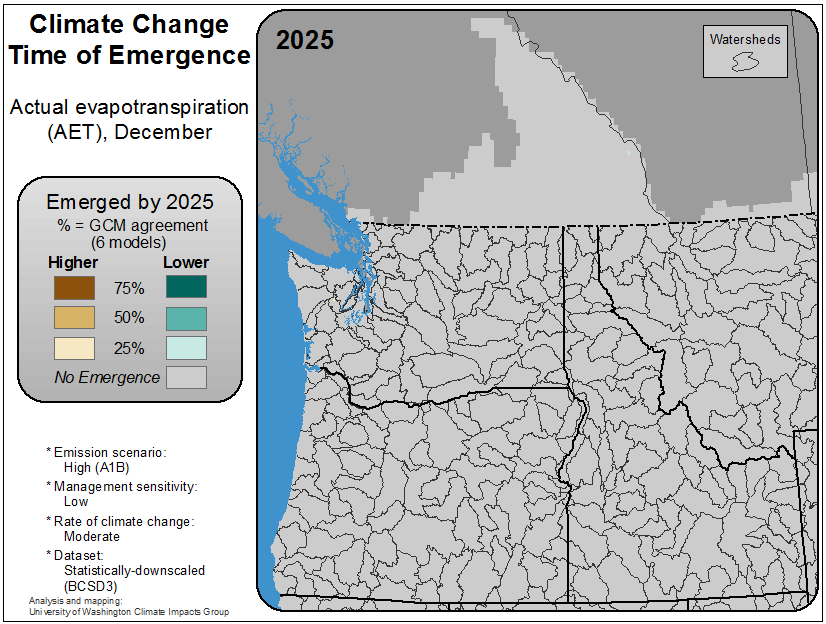 Climate Change
Time of Emergence
Actual evapotranspiration
(AET), December
Emerged by 2025
% = GCM agreement
(6 models)
Higher Lower
75%
50%
25%
No Emergence
* Emission scenario:
High (A1B)
* Management sensitivity:
Low
* Rate of climate change:
Moderate
* Dataset:
Statistically-downscaled
(BCSD3)
Analysis and mapping:
University of Washington Climate Impacts Group
2025
Watersheds